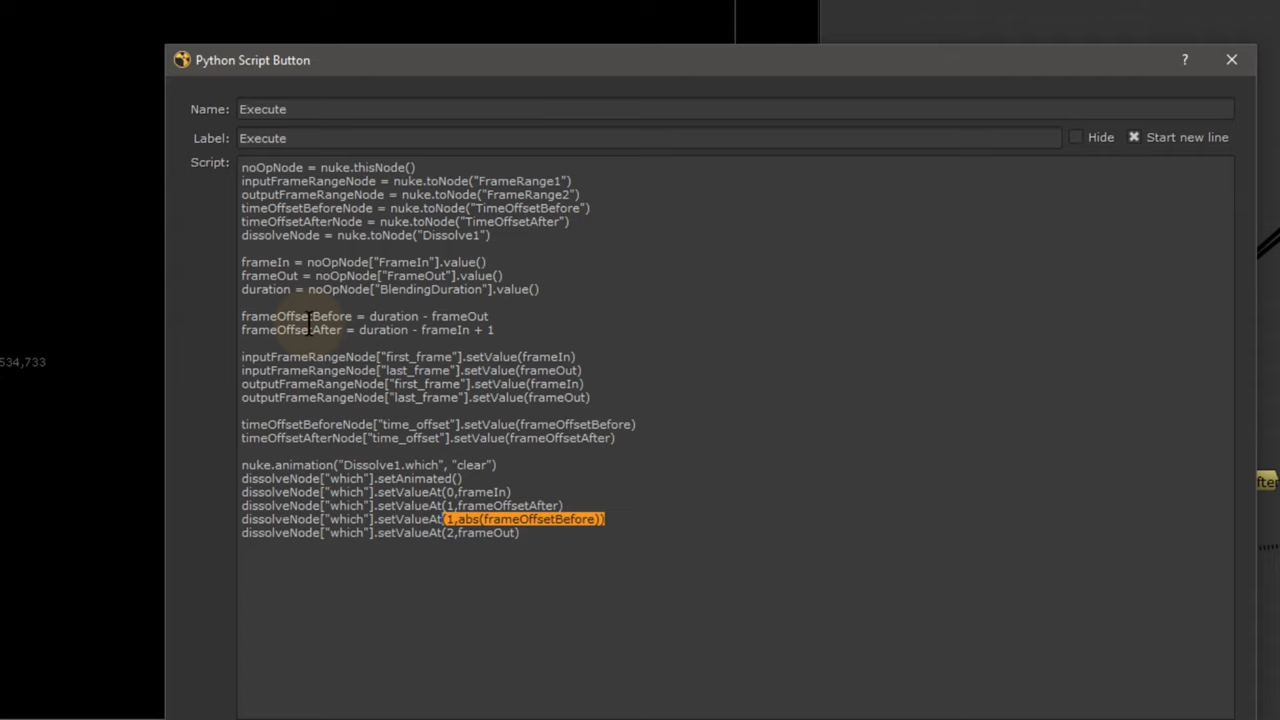 Python Script Button
?
Name: Execute
Label: Execute
Hide
Start new line
Script:
noOpNode = nuke.thisNode()
inputFrameRangeNode = nuke.toNode("FrameRange1")
outputFrameRangeNode = nuke.toNode("FrameRange2")
timeOffsetBeforeNode = nuke.toNode("TimeOffsetBefore")
timeOffsetAfterNode = nuke.toNode("TimeOffsetAfter")
dissolveNode = nuke.toNode("Dissolve1")
frameIn = noOpNode["FrameIn"].value()
frameOut = noOpNode["FrameOut"].value()
duration = noOpNode["BlendingDuration"].value()
frameOffsetBefore = duration - frameOut
frameOffsetAfter = duration - frameIn + 1
inputFrameRangeNode["first_frame"].setValue(frameIn)
inputFrameRangeNode["last_frame"].setValue(frameOut)
outputFrameRangeNode["first_frame"].setValue(frameIn)
outputFrameRangeNode["last_frame"].setValue(frameOut)
timeOffsetBeforeNode["time_offset"].setValue(frameOffsetBefore)
timeOffsetAfterNode["time_offset"].setValue(frameOffsetAfter)
nuke.animation("Dissolve1.which", "clear")
dissolveNode["which"].setAnimated()
dissolveNode["which"].setValueAt(0,frameIn)
dissolveNode["which"].setValueAt(1,frameOffsetAfter)
dissolveNode["which"].setValueAt(1,abs(frameOffsetBefore))
dissolveNode["which"].setValueAt(2,frameOut)
534,733